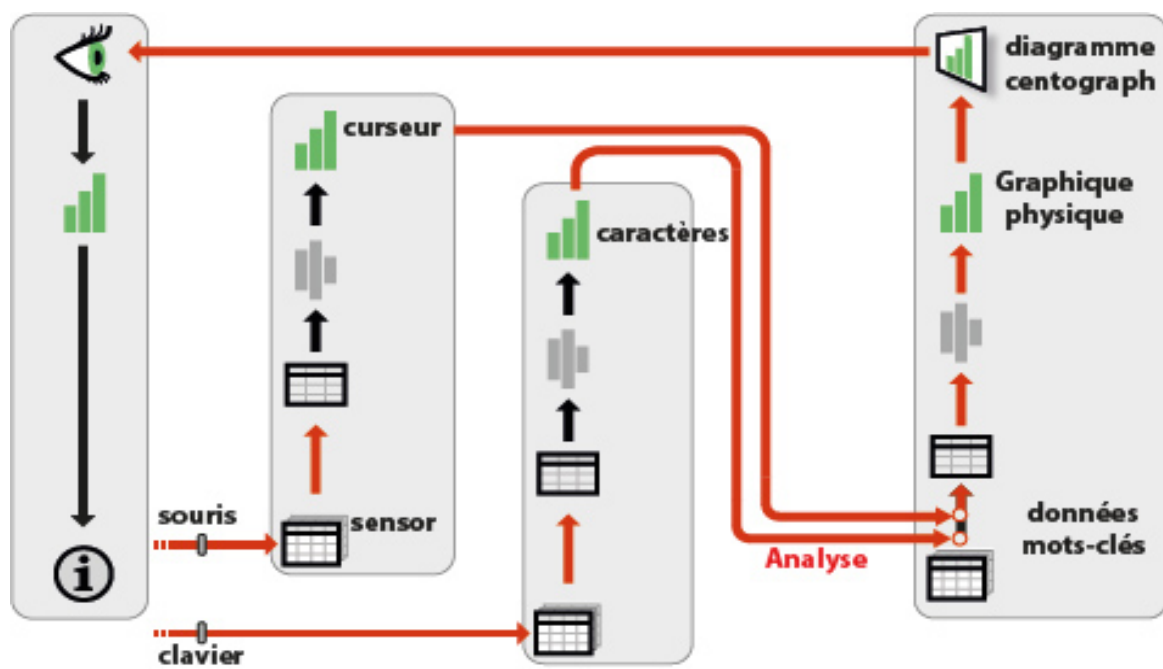 diagramme
centograph
curseur
Graphique
physique
caractères
souris
sensor
données
mots-clés
Analyse
clavier